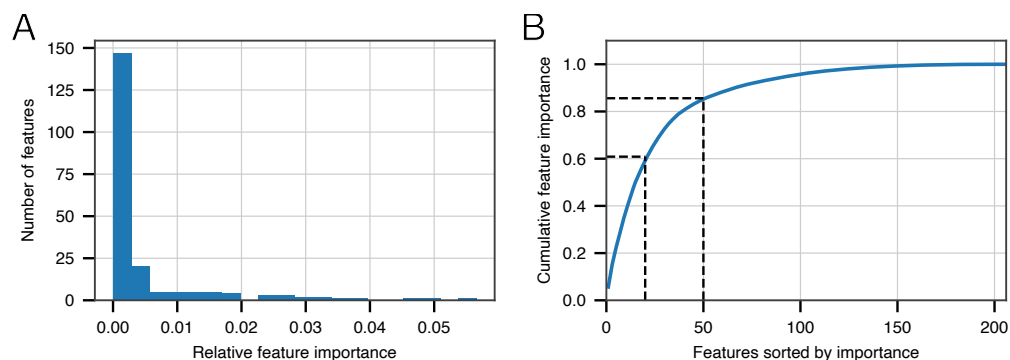 A
150
125
100
75
50
25
0
Number of features
0.00 0.01 0.02 0.03 0.04 0.05
Relative feature importance
B
1.0
0.8
0.6
0.4
0.2
0.0
Cumulative feature importance
0 50 100 150 200
Features sorted by importance